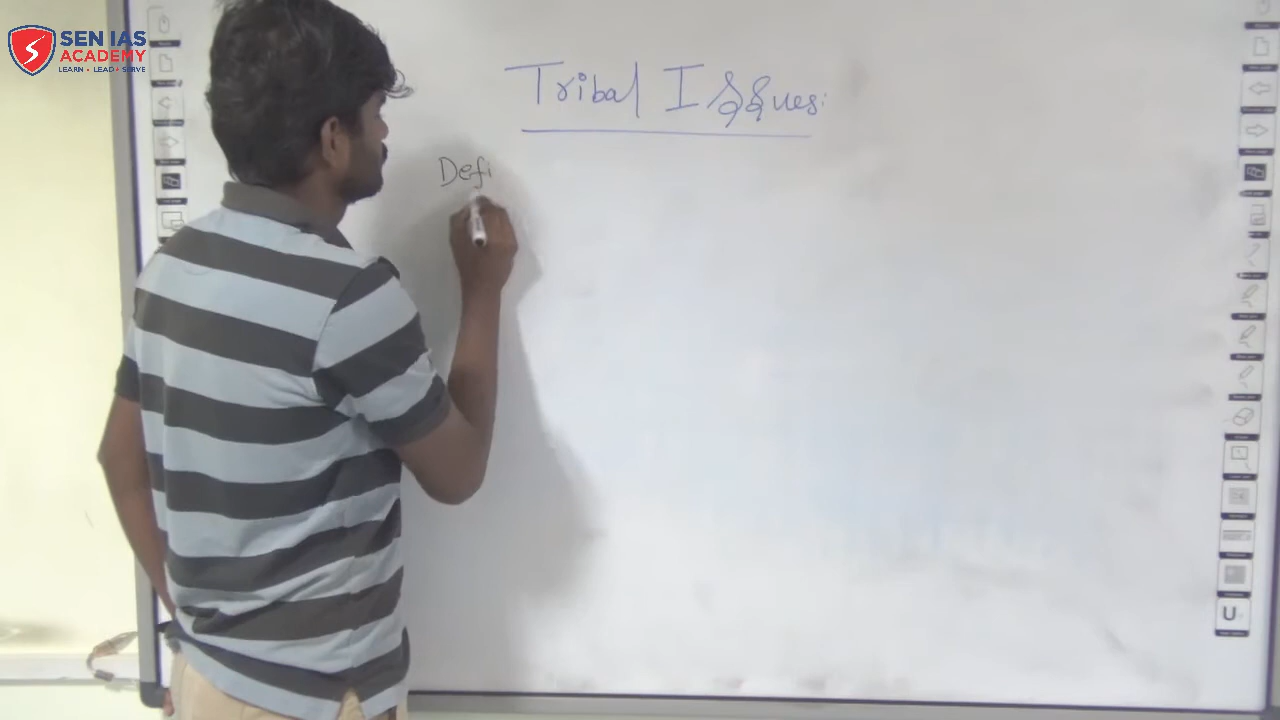 SEN IAS
ACADEMY
LEARN • LEAD • SERVE
Tribal Issues:
Defi
U